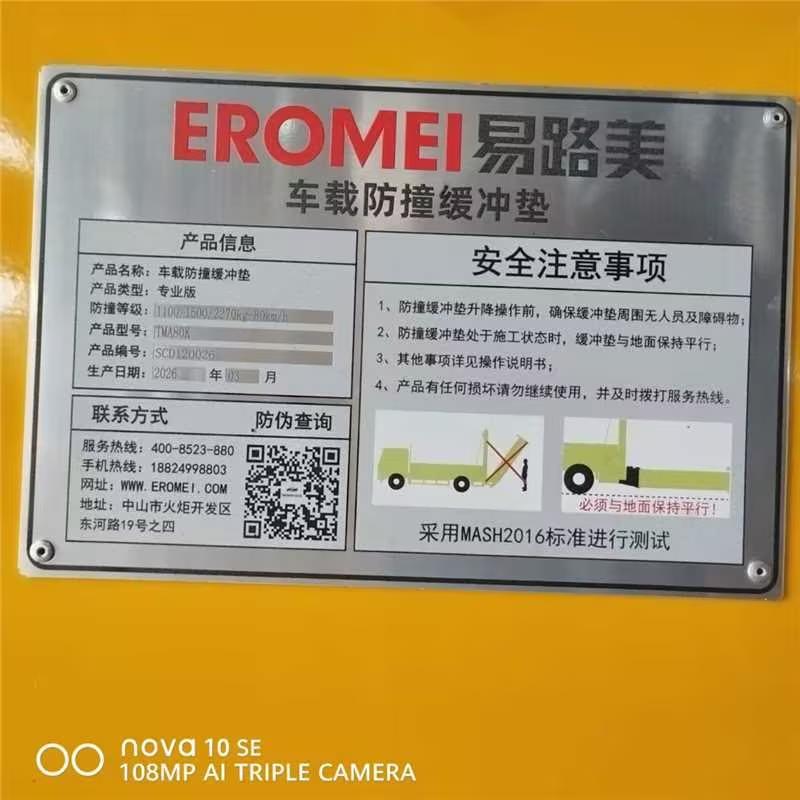 EROMEI易路美
车载防撞缓冲垫
产品信息
产品名称：车载防撞缓冲垫
产品类型：专业版
防撞等级：1100/1500/2270kg-80km/h
产品型号：TMA80K
产品编号：SCD120026
生产日期：2026 年 03 月
联系方式 防伪查询
服务热线：400-8523-880
手机热线：18824998803
网址：WWW.EROMEI.COM
地址：中山市火炬开发区
东河路19号之四
安全注意事项
1、防撞缓冲垫升降操作前，确保缓冲垫周围无人员及障碍物；
2、防撞缓冲垫处于施工状态时，缓冲垫与地面保持平行；
3、其他事项详见操作说明书；
4、产品有任何损坏请勿继续使用，并及时拨打服务热线。
必须与地面保持平行！
采用MASH2016标准进行测试
nova 10 SE
108MP AI TRIPLE CAMERA